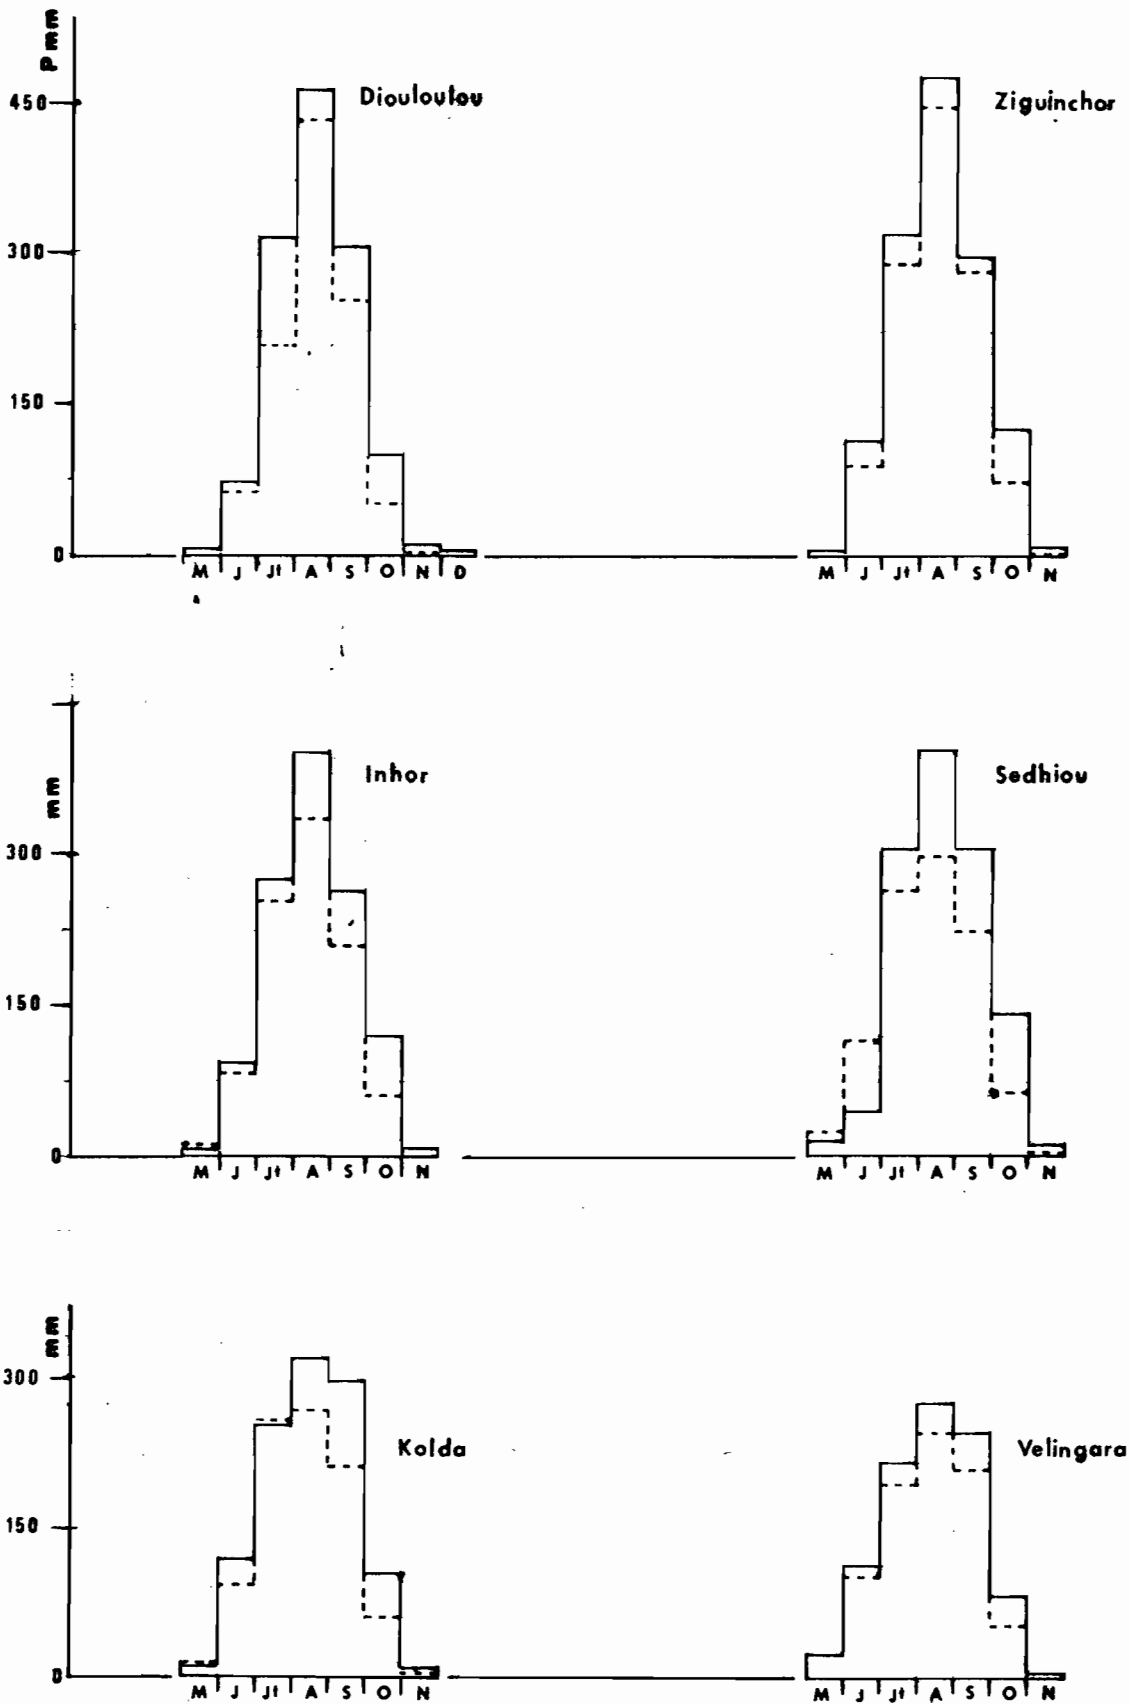 P mm
450
300
150
0
Diouloulou
M J Jt A S O N D
Ziguinchor
M J Jt A S O N
mm
300
150
0
Inhor
M J Jt A S O N
Sedhiou
M J Jt A S O N
mm
300
150
0
Kolda
M J Jt A S O N
Velingara
M J Jt A S O N